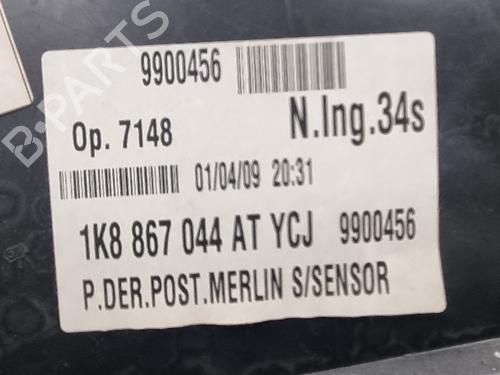 9900456
Op. 7148
N.Ing.34s
01/04/09 20:31
1K8 867 044 AT YCJ 9900456
P.DER.POST.MERLIN S/SENSOR
B-PARTS